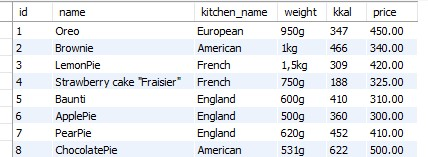 id name kitchen_name weight kkal price
1 Oreo European 950g 347 450.00
2 Brownie American 1kg 466 340.00
3 LemonPie French 1,5kg 309 420.00
4 Strawberry cake "Fraisier" French 750g 188 325.00
5 Baunti England 600g 410 310.00
6 ApplePie England 500g 360 300.00
7 PearPie England 620g 452 410.00
8 ChocolatePie American 531g 622 500.00